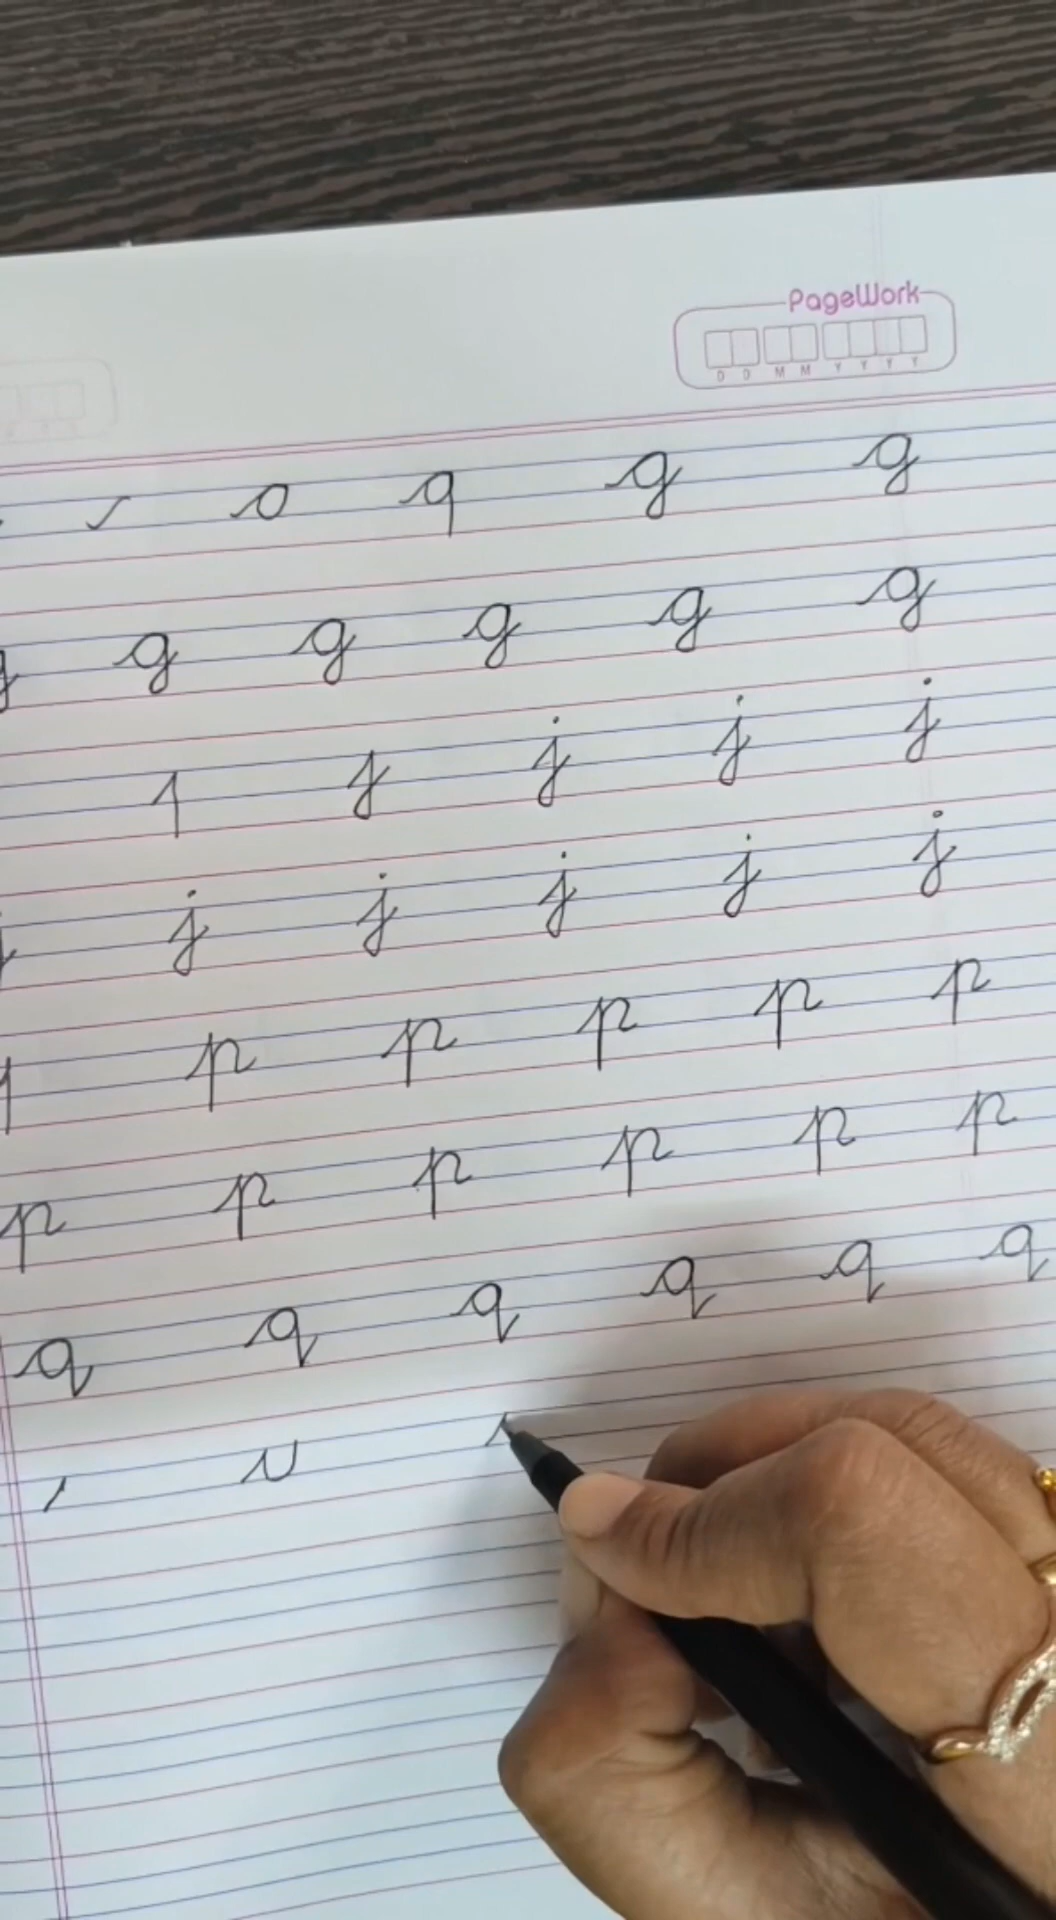 PageWork
D D M M Y Y Y Y
q g g
g g g g g g
j j j j
j j j j j j
p p p p p
p p p p p p
q q q q q q